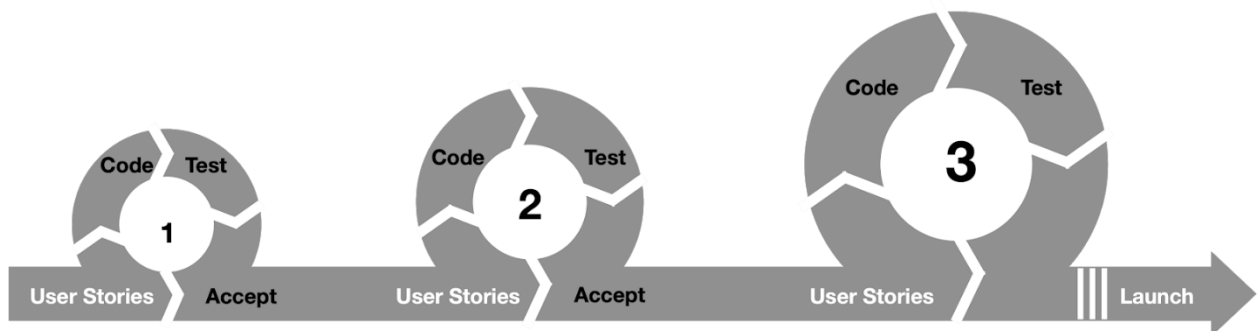 Code Test
1
User Stories Accept
Code Test
2
User Stories Accept
Code Test
3
User Stories
Launch